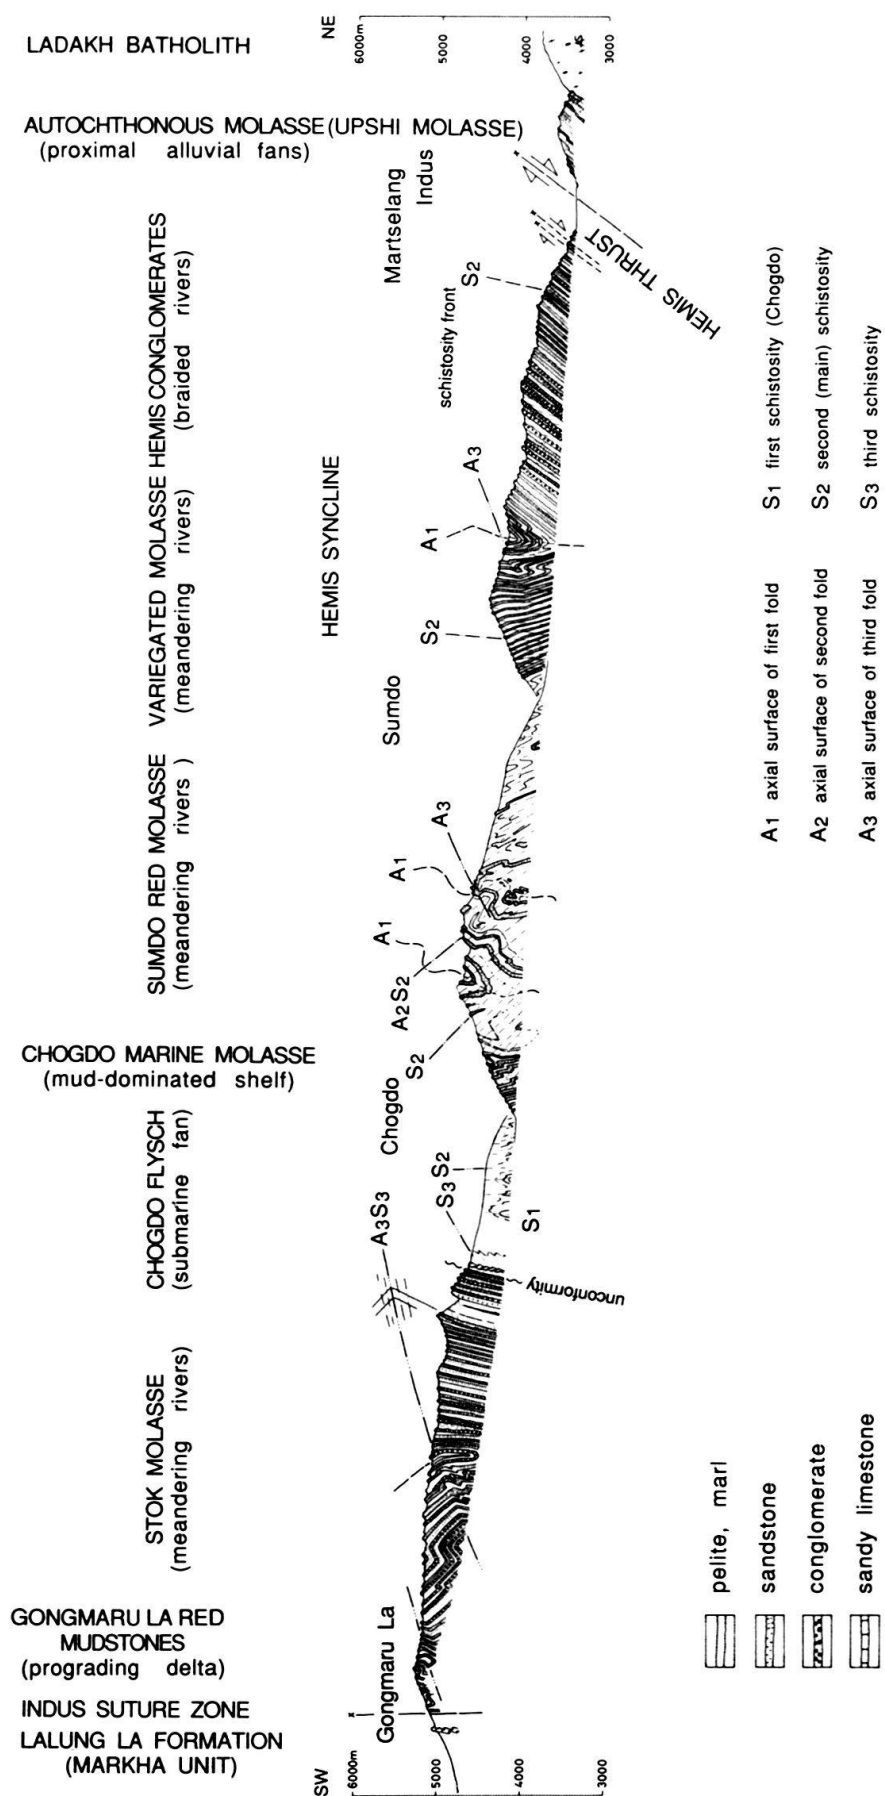 LADAKH BATHOLITH
NE
6000m
5000
4000
3000
AUTOCHTHONOUS MOLASSE (UPSHI MOLASSE)
(proximal alluvial fans)
Martselang
Indus
HEMIS THRUST
HEMIS CONGLOMERATES
(braided rivers)
schistosity front
S2
VARIEGATED MOLASSE
(meandering rivers)
HEMIS SYNCLINE
A3
A1
S2
Sumdo
SUMDO RED MOLASSE
(meandering rivers )
A3
A1
A1
A2S2
S2
CHOGDO MARINE MOLASSE
(mud-dominated shelf)
Chogdo
CHOGDO FLYSCH
(submarine fan)
S2
S3
S1
A3S3
unconformity
STOK MOLASSE
(meandering rivers)
GONGMARU LA RED
MUDSTONES
(prograding delta)
Gongmaru La
INDUS SUTURE ZONE
LALUNG LA FORMATION
(MARKHA UNIT)
SW
6000m
5000
4000
3000
pelite, marl
sandstone
conglomerate
sandy limestone
A1 axial surface of first fold
A2 axial surface of second fold
A3 axial surface of third fold
S1 first schistosity (Chogdo)
S2 second (main) schistosity
S3 third schistosity